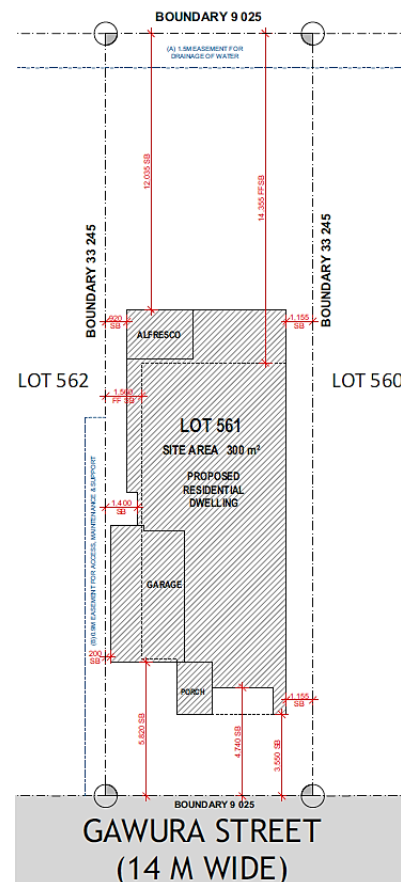 BOUNDARY 9 025
(A) 1.5M EASEMENT FOR
DRAINAGE OF WATER
12.035 SB
14.355 FF SB
BOUNDARY 33 245
BOUNDARY 33 245
920
SB
1.155
SB
ALFRESCO
LOT 562
LOT 560
1.560
FF SB
LOT 561
SITE AREA 300 m²
PROPOSED
RESIDENTIAL
DWELLING
(S) 0.9M EASEMENT FOR ACCESS, MAINTENANCE & SUPPORT
1.400
SB
GARAGE
200
SB
PORCH
1.155
SB
5.620 SB
4.740 SB
3.550 SB
BOUNDARY 9 025
GAWURA STREET
(14 M WIDE)